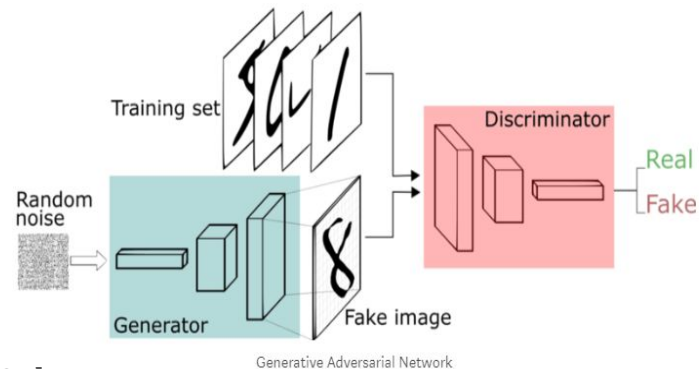 Training set
Discriminator
Real
Fake
Random
noise
Generator
Fake image
Generative Adversarial Network